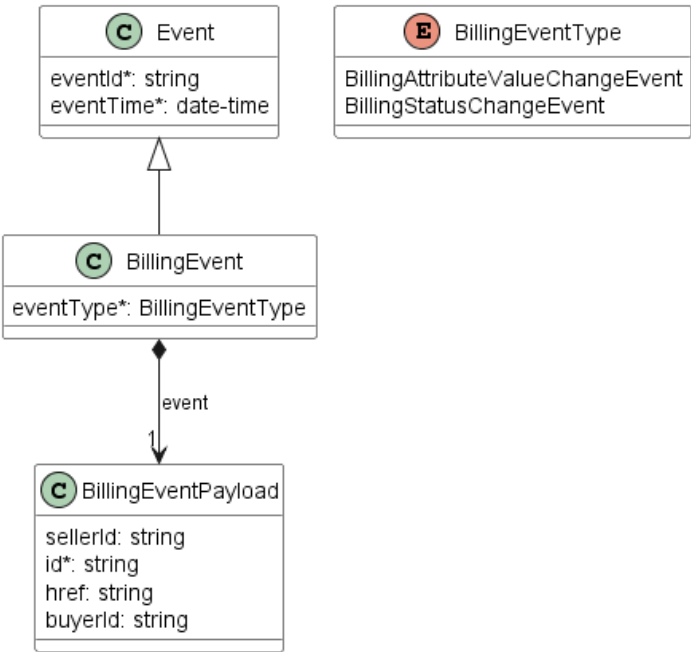 C Event
eventId*: string
eventTime*: date-time
E BillingEventType
BillingAttributeValueChangeEvent
BillingStatusChangeEvent
C BillingEvent
eventType*: BillingEventType
event
1
C BillingEventPayload
sellerId: string
id*: string
href: string
buyerId: string